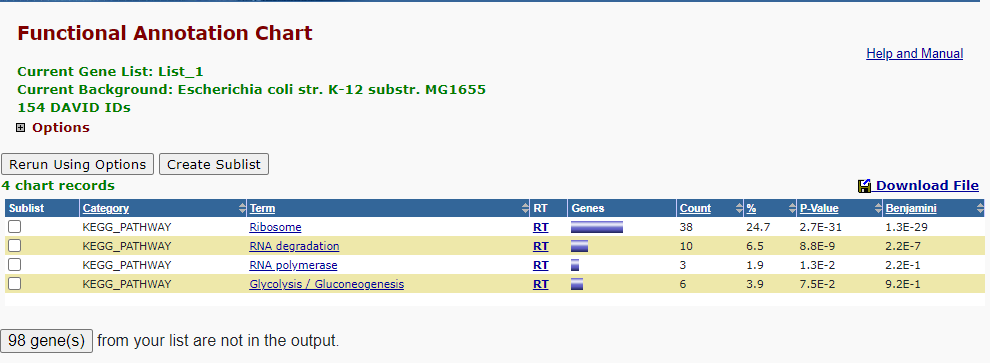 Functional Annotation Chart
Help and Manual
Current Gene List: List_1
Current Background: Escherichia coli str. K-12 substr. MG1655
154 DAVID IDs
Options
Rerun Using Options Create Sublist
4 chart records Download File
Sublist Category Term RT Genes Count % P-Value Benjamini
KEGG_PATHWAY Ribosome RT 38 24.7 2.7E-31 1.3E-29
KEGG_PATHWAY RNA degradation RT 10 6.5 8.8E-9 2.2E-7
KEGG_PATHWAY RNA polymerase RT 3 1.9 1.3E-2 2.2E-1
KEGG_PATHWAY Glycolysis / Gluconeogenesis RT 6 3.9 7.5E-2 9.2E-1
98 gene(s) from your list are not in the output.